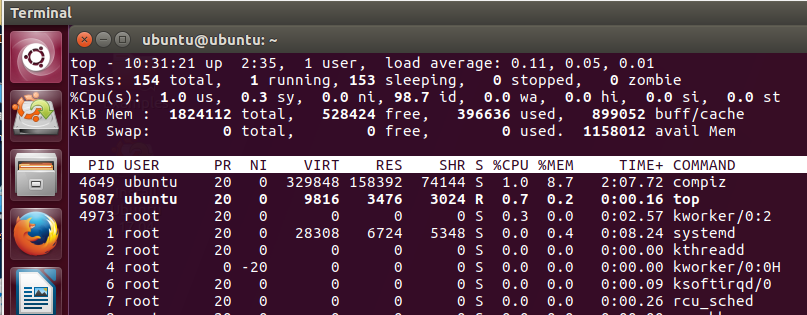 Terminal
ubuntu@ubuntu: ~
top - 10:31:21 up  2:35,  1 user,  load average: 0.11, 0.05, 0.01
Tasks: 154 total,   1 running, 153 sleeping,   0 stopped,   0 zombie
%Cpu(s):  1.0 us,  0.3 sy,  0.0 ni, 98.7 id,  0.0 wa,  0.0 hi,  0.0 si,  0.0 st
KiB Mem :  1824112 total,   528424 free,   396636 used,   899052 buff/cache
KiB Swap:        0 total,        0 free,        0 used.  1158012 avail Mem
PID USER      PR  NI    VIRT    RES    SHR S %CPU %MEM     TIME+ COMMAND
4649 ubuntu    20   0  329848 158392  74144 S  1.0  8.7   2:07.72 compiz
5087 ubuntu    20   0    9816   3476   3024 R  0.7  0.2   0:00.16 top
4973 root      20   0       0      0      0 S  0.3  0.0   0:02.57 kworker/0:2
1 root      20   0   28308   6724   5348 S  0.0  0.4   0:08.24 systemd
2 root      20   0       0      0      0 S  0.0  0.0   0:00.00 kthreadd
4 root       0 -20       0      0      0 S  0.0  0.0   0:00.00 kworker/0:0H
6 root      20   0       0      0      0 S  0.0  0.0   0:00.09 ksoftirqd/0
7 root      20   0       0      0      0 S  0.0  0.0   0:00.26 rcu_sched